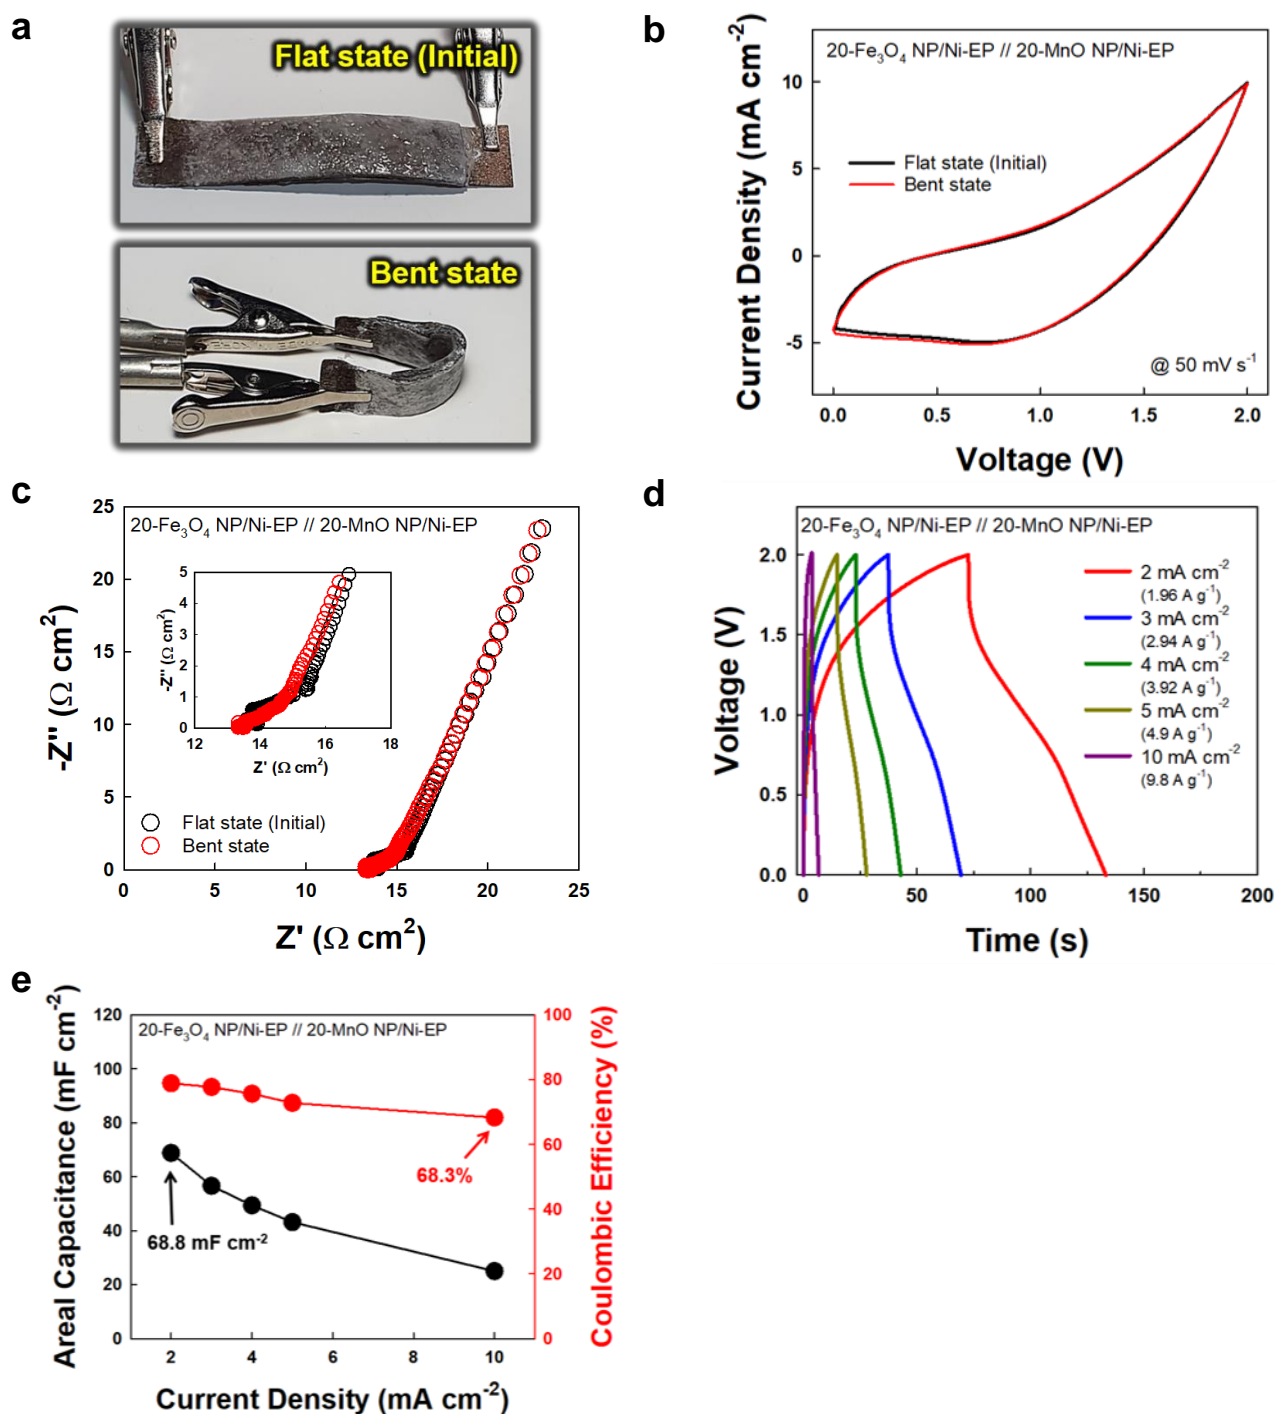 a
Flat state (Initial)
Bent state
b
20-Fe₃O₄ NP/Ni-EP // 20-MnO NP/Ni-EP
Current Density (mA cm⁻²)
10
5
0
-5
Flat state (Initial)
Bent state
@ 50 mV s⁻¹
0.0 0.5 1.0 1.5 2.0
Voltage (V)
c
20-Fe₃O₄ NP/Ni-EP // 20-MnO NP/Ni-EP
-Z'' (Ω cm²)
25
20
15
10
5
0
-Z'' (Ω cm²)
5
4
3
2
1
0
12 14 16 18
Z' (Ω cm²)
Flat state (Initial)
Bent state
0 5 10 15 20 25
Z' (Ω cm²)
d
20-Fe₃O₄ NP/Ni-EP // 20-MnO NP/Ni-EP
Voltage (V)
2.0
1.5
1.0
0.5
0.0
2 mA cm⁻²
(1.96 A g⁻¹)
3 mA cm⁻²
(2.94 A g⁻¹)
4 mA cm⁻²
(3.92 A g⁻¹)
5 mA cm⁻²
(4.9 A g⁻¹)
10 mA cm⁻²
(9.8 A g⁻¹)
0 50 100 150 200
Time (s)
e
20-Fe₃O₄ NP/Ni-EP // 20-MnO NP/Ni-EP
Areal Capacitance (mF cm⁻²)
120
100
80
60
40
20
0
68.8 mF cm⁻²
68.3%
Coulombic Efficiency (%)
100
80
60
40
20
0
2 4 6 8 10
Current Density (mA cm⁻²)